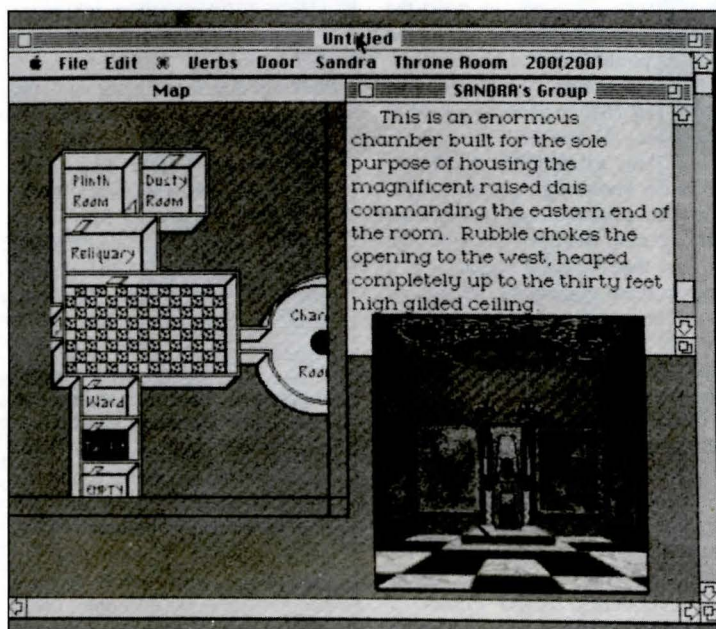 Untitled
File Edit ⌘ Verbs Door Sandra Throne Room 200(200)
Map
Plinth
Room
Dusty
Room
Reliquary
Ward
EMPTY
Room
SANDRA's Group
This is an enormous
chamber built for the sole
purpose of housing the
magnificent raised dais
commanding the eastern end of
the room. Rubble chokes the
opening to the west, heaped
completely up to the thirty feet
high gilded ceiling.